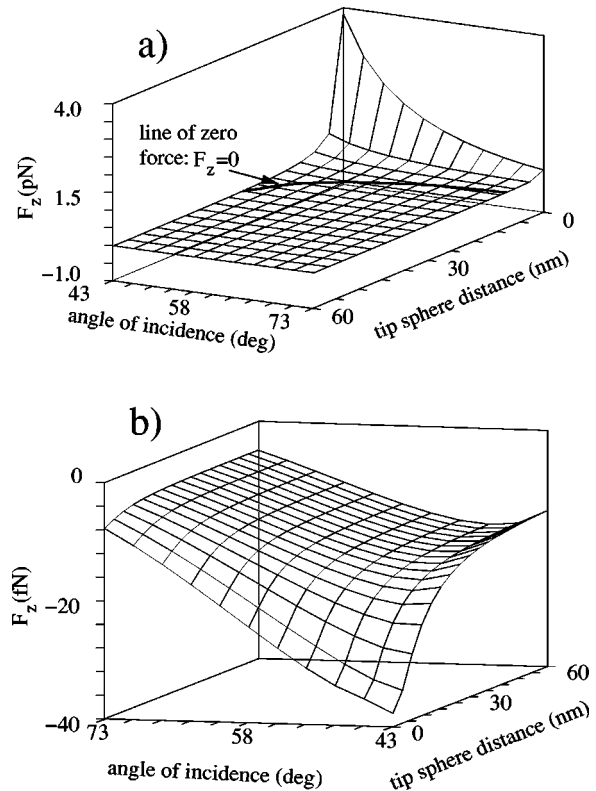 a)
4.0
line of zero
force: F_z=0
F_z(pN)
1.5
−1.0
43
58
73
angle of incidence (deg)
0
30
60
tip sphere distance (nm)
b)
0
F_z(fN)
−20
−40
73
58
43
angle of incidence (deg)
60
30
0
tip sphere distance (nm)